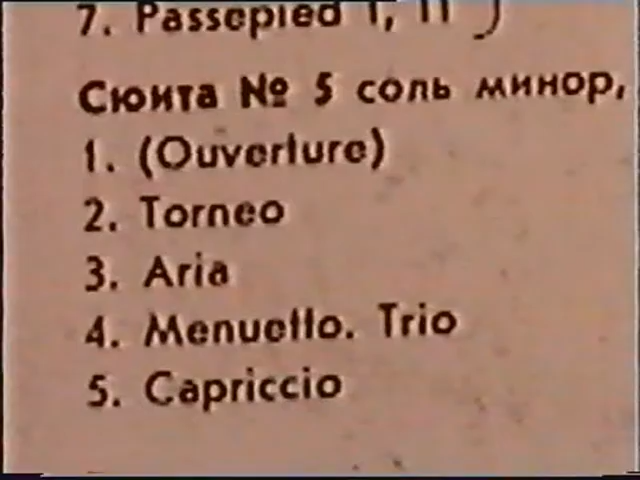 7. Passepied I, II
Сюита № 5 соль минор,
1. (Ouverture)
2. Torneo
3. Aria
4. Menuetto. Trio
5. Capriccio